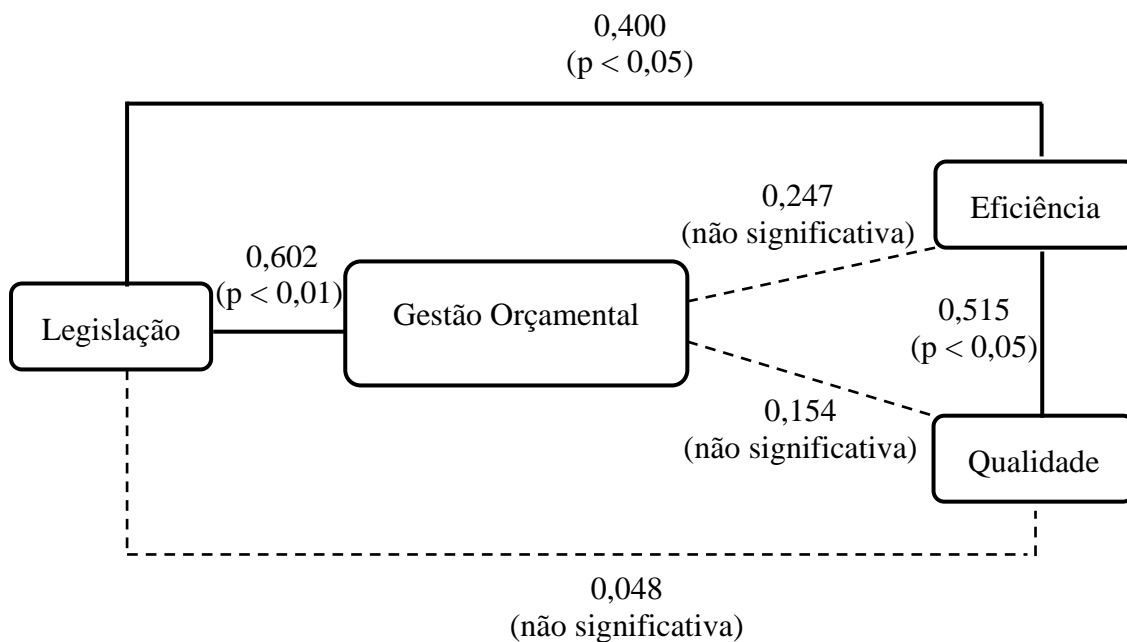 0,400
(p < 0,05)
Eficiência
0,247
(não significativa)
0,602
(p < 0,01)
Legislação
Gestão Orçamental
0,515
(p < 0,05)
0,154
(não significativa)
Qualidade
0,048
(não significativa)